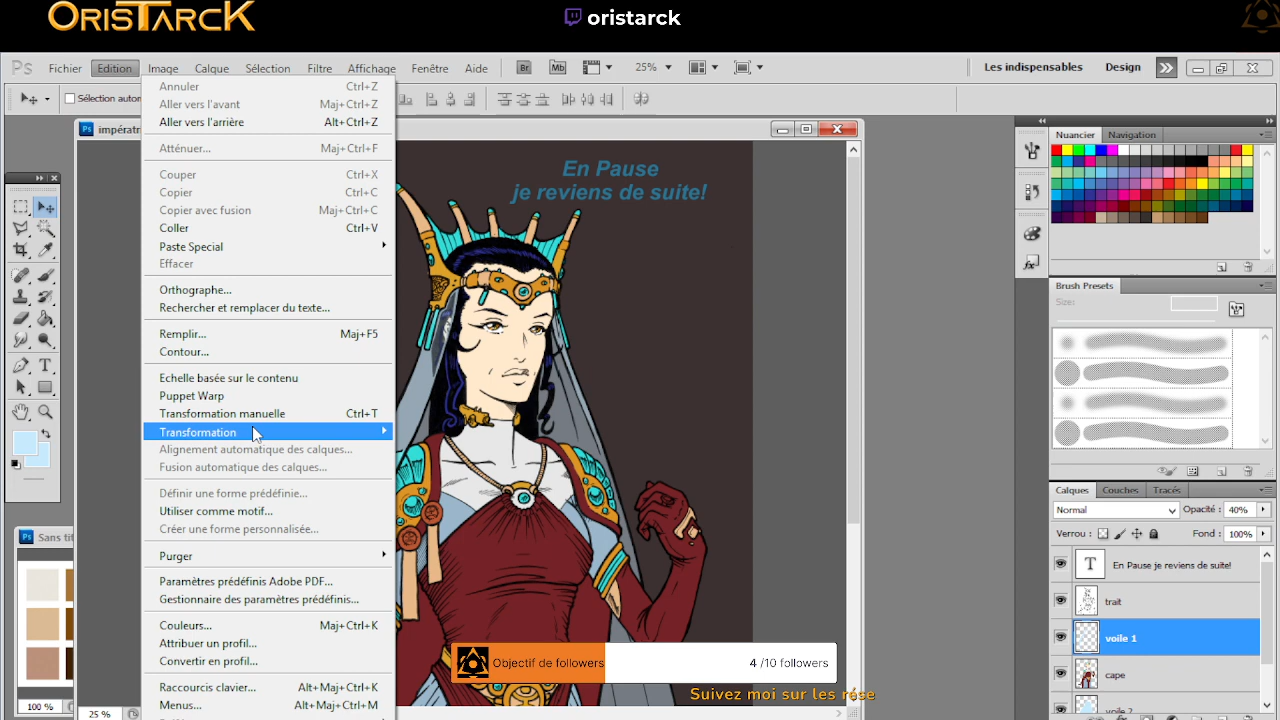 ORISTARCK
oristarck
Ps Fichier Edition Image Calque Sélection Filtre Affichage Fenêtre Aide Br Mb 25% Les indispensables Design
Sélection autom
Annuler Ctrl+Z
Aller vers l'avant Maj+Ctrl+Z
Aller vers l'arrière Alt+Ctrl+Z
Atténuer... Maj+Ctrl+F
Couper Ctrl+X
Copier Ctrl+C
Copier avec fusion Maj+Ctrl+C
Coller Ctrl+V
Paste Special
Effacer
Orthographe...
Rechercher et remplacer du texte...
Remplir... Maj+F5
Contour...
Echelle basée sur le contenu
Puppet Warp
Transformation manuelle Ctrl+T
Transformation
Alignement automatique des calques...
Fusion automatique des calques...
Définir une forme prédéfinie...
Utiliser comme motif...
Créer une forme personnalisée...
Purger
Paramètres prédéfinis Adobe PDF...
Gestionnaire des paramètres prédéfinis...
Couleurs... Maj+Ctrl+K
Attribuer un profil...
Convertir en profil...
Raccourcis clavier... Alt+Maj+Ctrl+K
Menus... Alt+Maj+Ctrl+M
Ps impératr
En Pause
je reviens de suite!
Ps Sans tit
100 %
25 %
Objectif de followers 4 /10 followers
Suivez moi sur les rése
Nuancier Navigation
Brush Presets
Size:
Calques Couches Tracés
Normal Opacité : 40%
Verrou : Fond : 100%
T En Pause je reviens de suite!
trait
voile 1
cape
voile 2